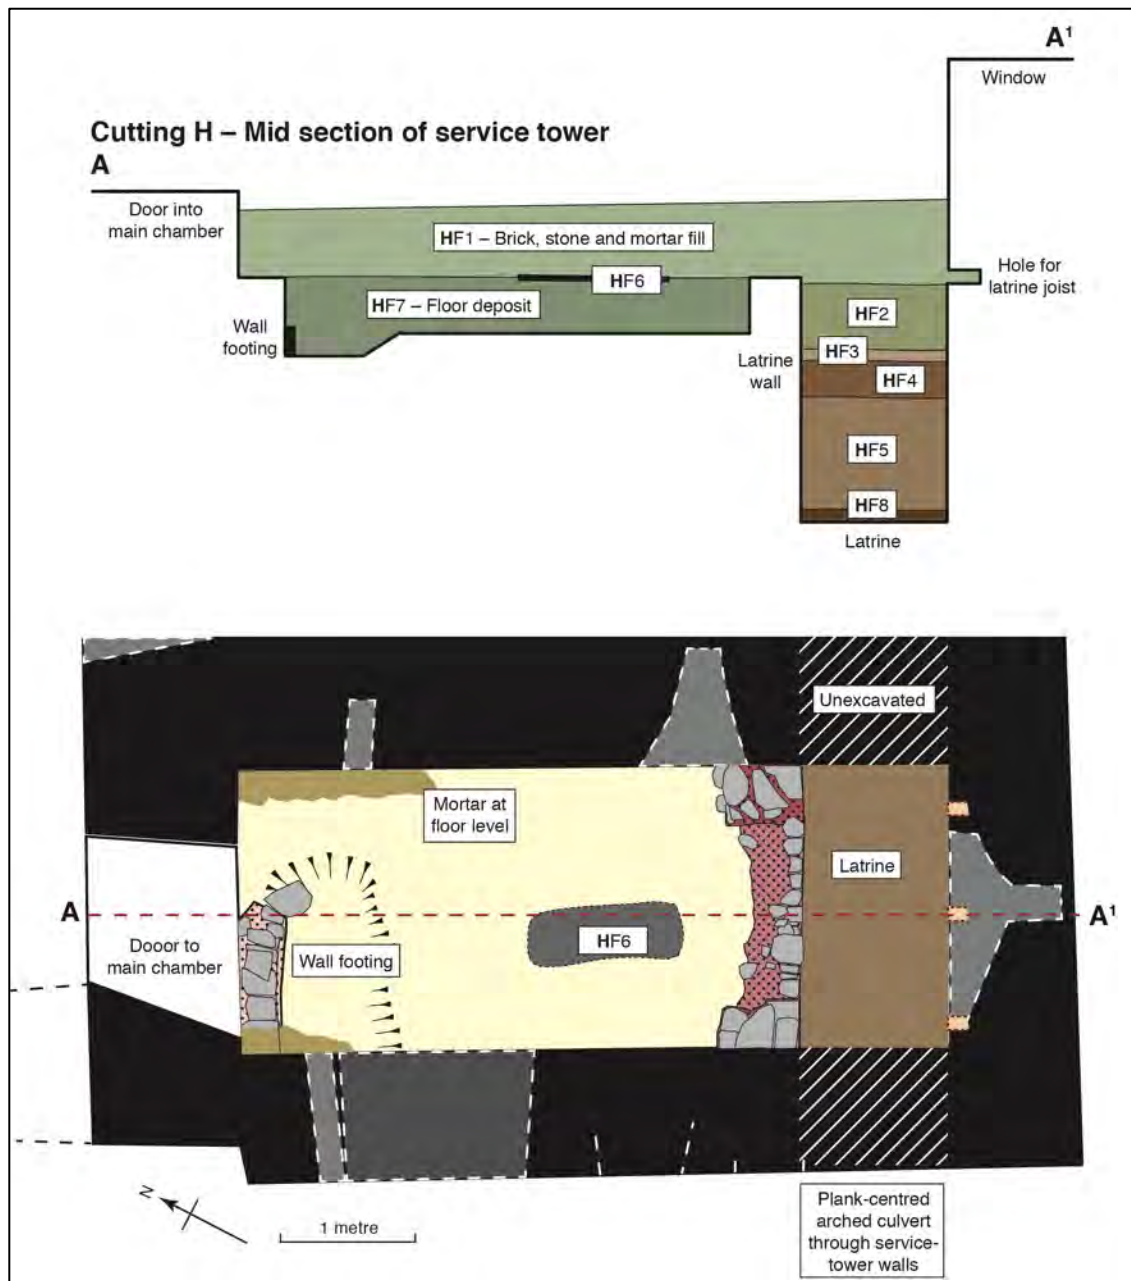 A¹
Window
Cutting H – Mid section of service tower
A
Door into
main chamber
HF1 – Brick, stone and mortar fill
HF6
Hole for
latrine joist
HF7 – Floor deposit
HF2
Wall
footing
HF3
Latrine
wall
HF4
HF5
HF8
Latrine
Unexcavated
Mortar at
floor level
Latrine
A
A¹
HF6
Dooor to
main chamber
Wall footing
N
1 metre
Plank-centred
arched culvert
through service-
tower walls